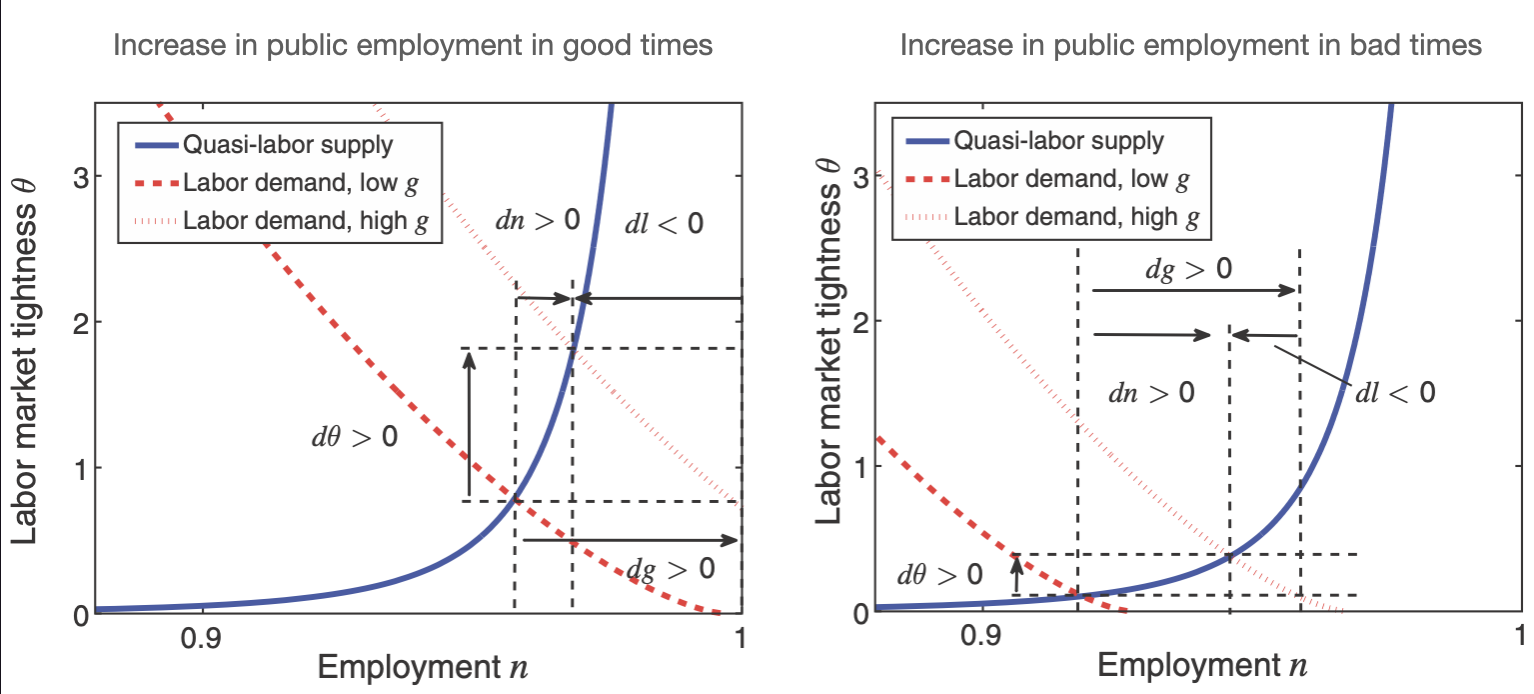 Increase in public employment in good times
Labor market tightness θ
3
2
1
0
Quasi-labor supply
Labor demand, low g
Labor demand, high g
dn > 0
dl < 0
dθ > 0
dg > 0
0.9
1
Employment n
Increase in public employment in bad times
Labor market tightness θ
3
2
1
0
Quasi-labor supply
Labor demand, low g
Labor demand, high g
dg > 0
dn > 0
dl < 0
dθ > 0
0.9
1
Employment n